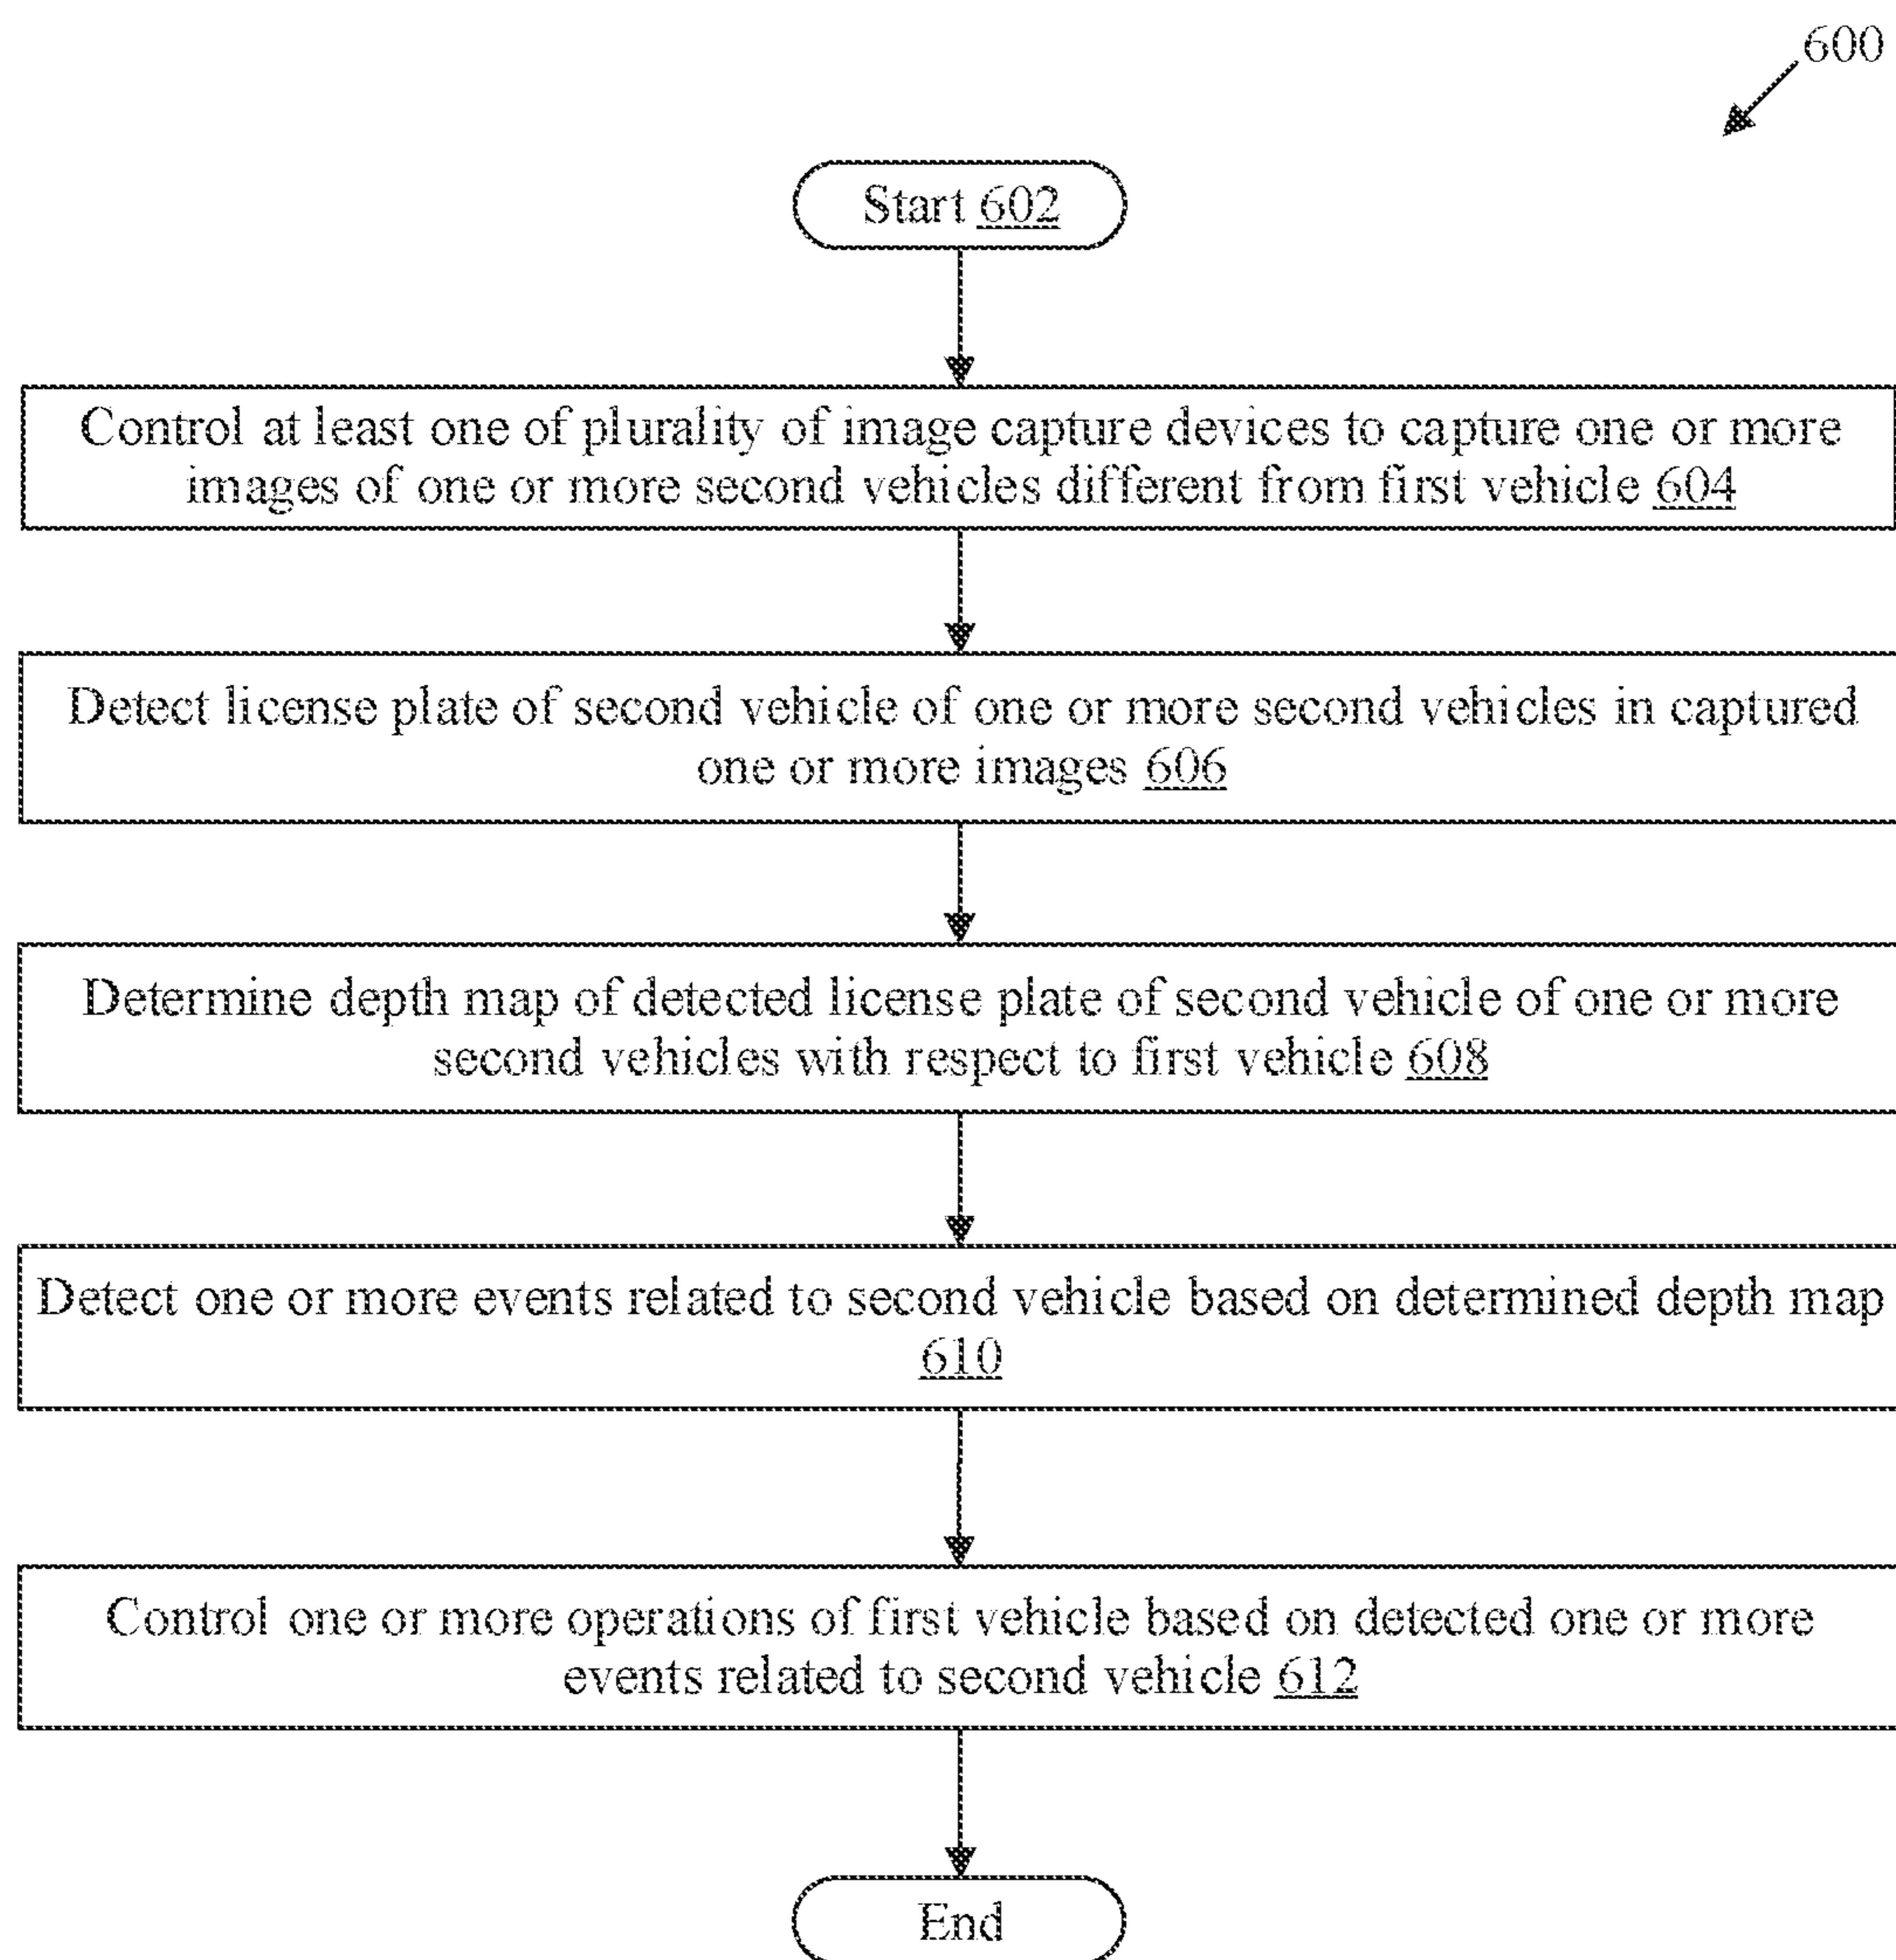 600
Start 602
Control at least one of plurality of image capture devices to capture one or more
images of one or more second vehicles different from first vehicle 604
Detect license plate of second vehicle of one or more second vehicles in captured
one or more images 606
Determine depth map of detected license plate of second vehicle of one or more
second vehicles with respect to first vehicle 608
Detect one or more events related to second vehicle based on determined depth map
610
Control one or more operations of first vehicle based on detected one or more
events related to second vehicle 612
End